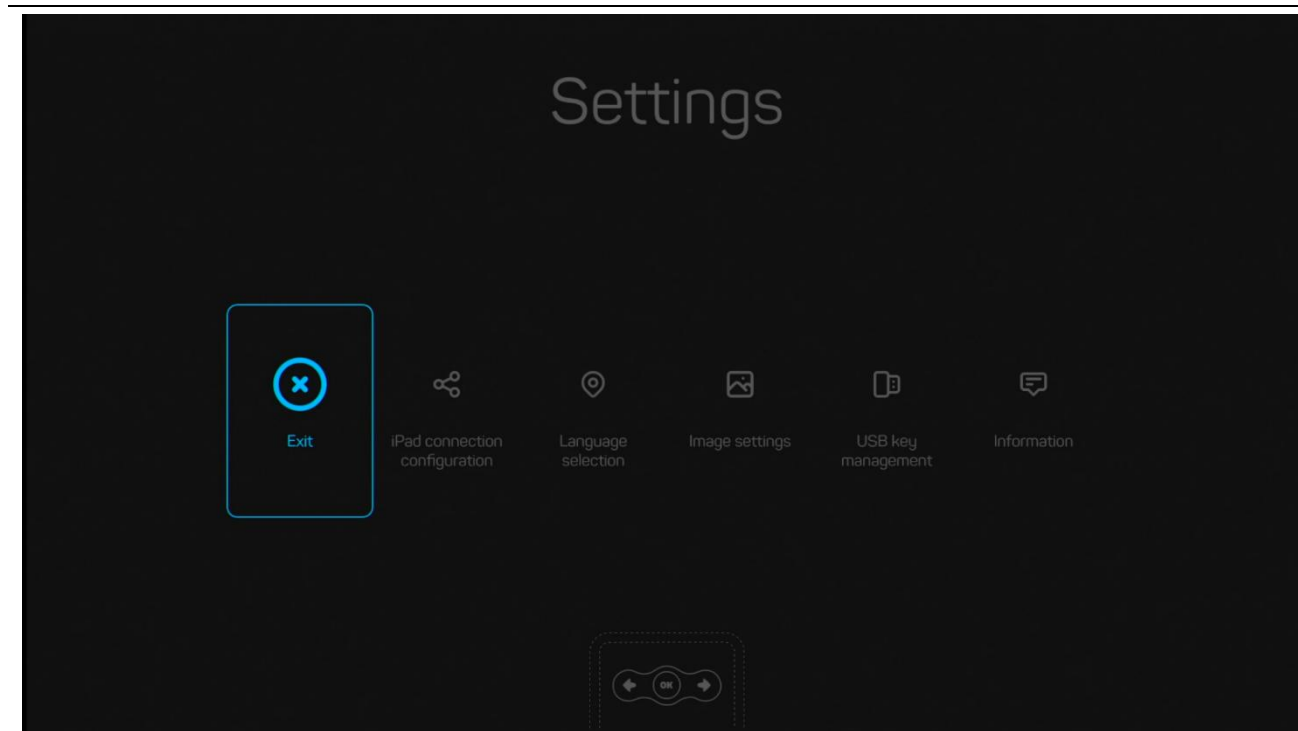 Settings
Exit
iPad connection
configuration
Language
selection
Image settings
USB key
management
Information
OK